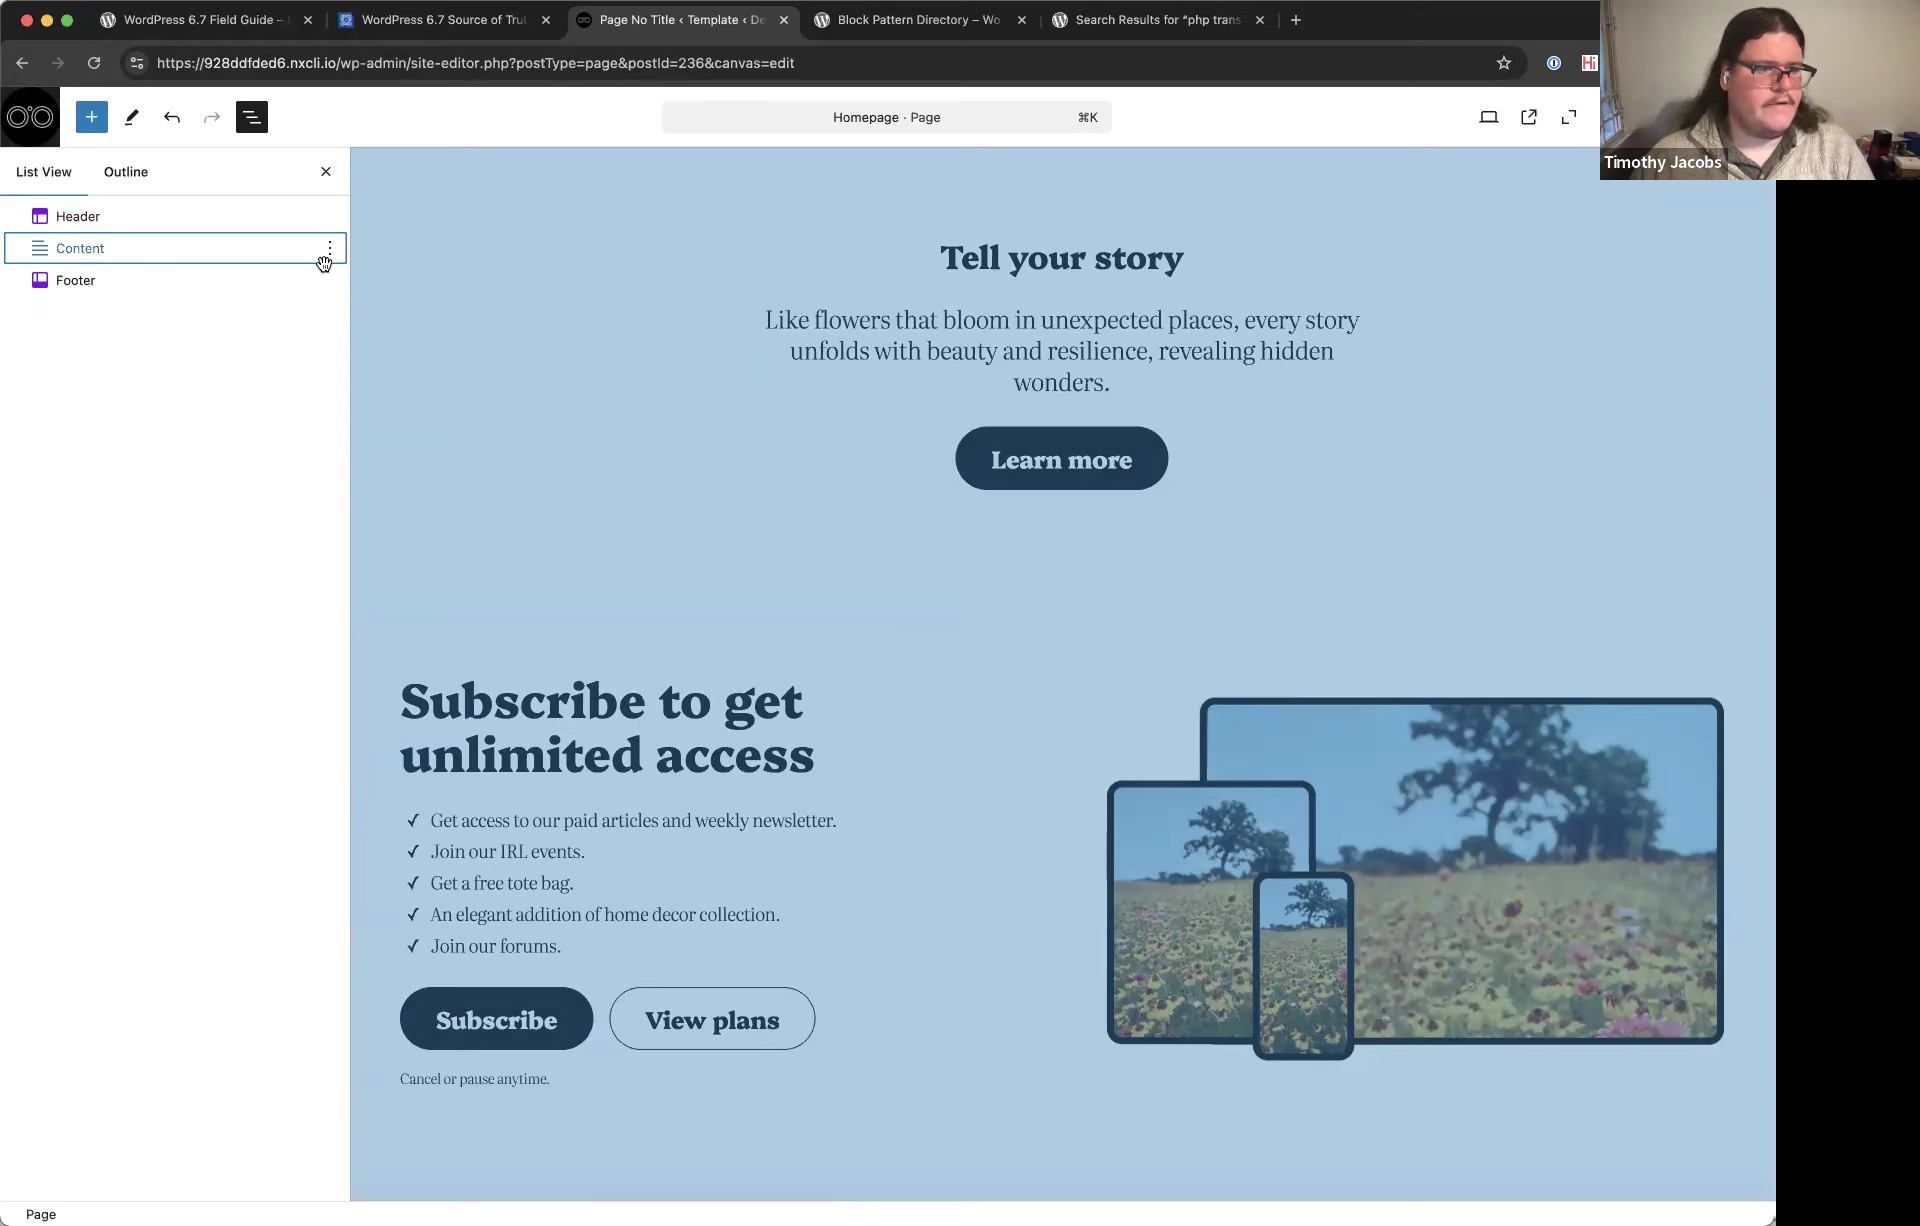 WordPress 6.7 Field Guide –
WordPress 6.7 Source of Tru
Page No Title ‹ Template ‹ De
Block Pattern Directory – Wo
Search Results for “php trans
https://928ddfded6.nxcli.io/wp-admin/site-editor.php?postType=page&postId=236&canvas=edit
Hi
Timothy Jacobs
Homepage · Page ⌘K
List View Outline
Header
Content
Footer
Tell your story
Like flowers that bloom in unexpected places, every story
unfolds with beauty and resilience, revealing hidden
wonders.
Learn more
Subscribe to get
unlimited access
✓ Get access to our paid articles and weekly newsletter.
✓ Join our IRL events.
✓ Get a free tote bag.
✓ An elegant addition of home decor collection.
✓ Join our forums.
Subscribe View plans
Cancel or pause anytime.
Page